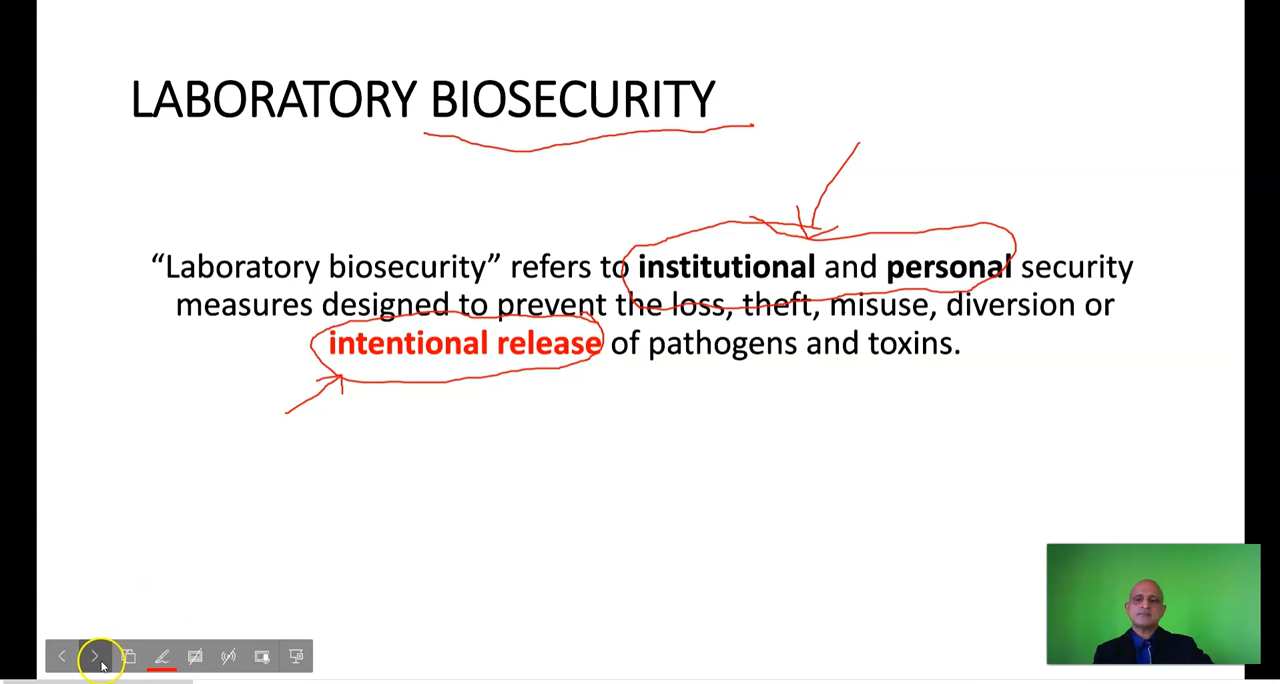 LABORATORY BIOSECURITY
“Laboratory biosecurity” refers to institutional and personal security
measures designed to prevent the loss, theft, misuse, diversion or
intentional release of pathogens and toxins.